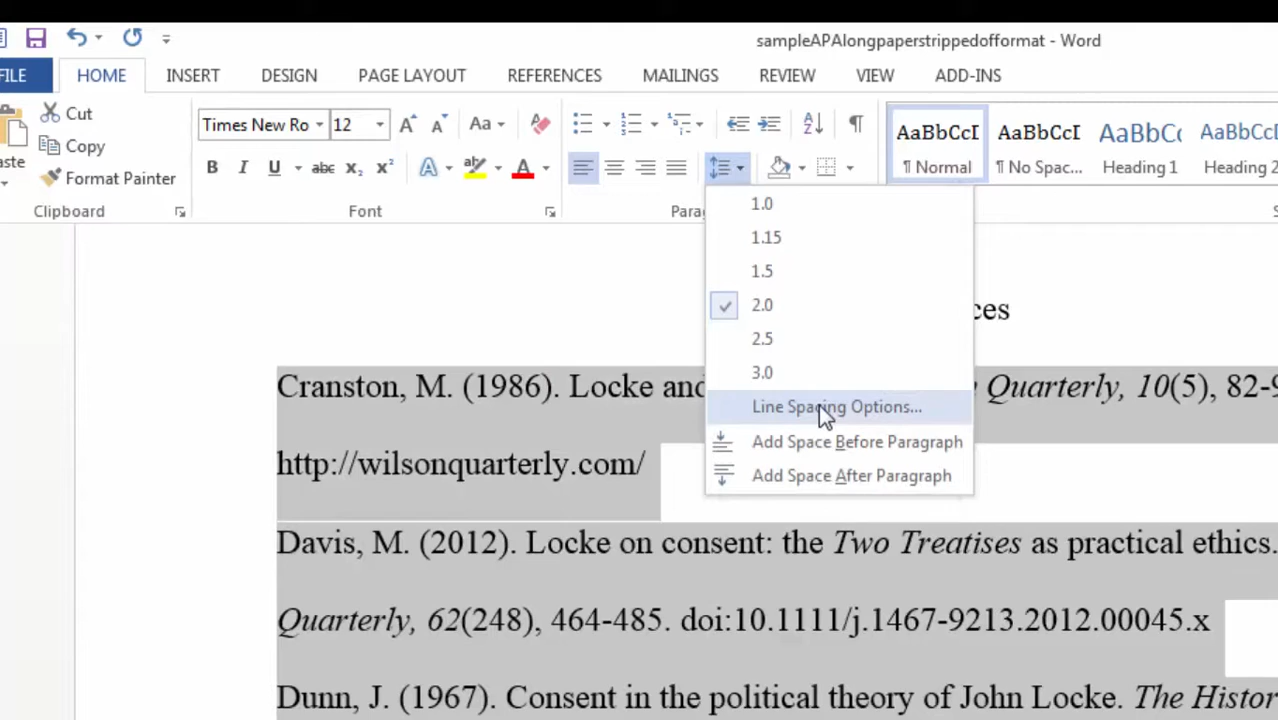 sampleAPAlongpaperstrippedofformat - Word
FILE HOME INSERT DESIGN PAGE LAYOUT REFERENCES MAILINGS REVIEW VIEW ADD-INS
Cut
Copy
Format Painter
Clipboard
Times New Ro 12 Aa
B I U abc x₂ x² A A
Font
AaBbCcI ¶ Normal
AaBbCcI ¶ No Spac...
AaBbCc Heading 1
AaBbCc Heading 2
1.0
1.15
1.5
2.0
2.5
3.0
Line Spacing Options...
Add Space Before Paragraph
Add Space After Paragraph
Cranston, M. (1986). Locke and Quarterly, 10(5),
http://wilsonquarterly.com/
Davis, M. (2012). Locke on consent: the Two Treatises as practical ethics.
Quarterly, 62(248), 464-485. doi:10.1111/j.1467-9213.2012.00045.x
Dunn, J. (1967). Consent in the political theory of John Locke. The Histor